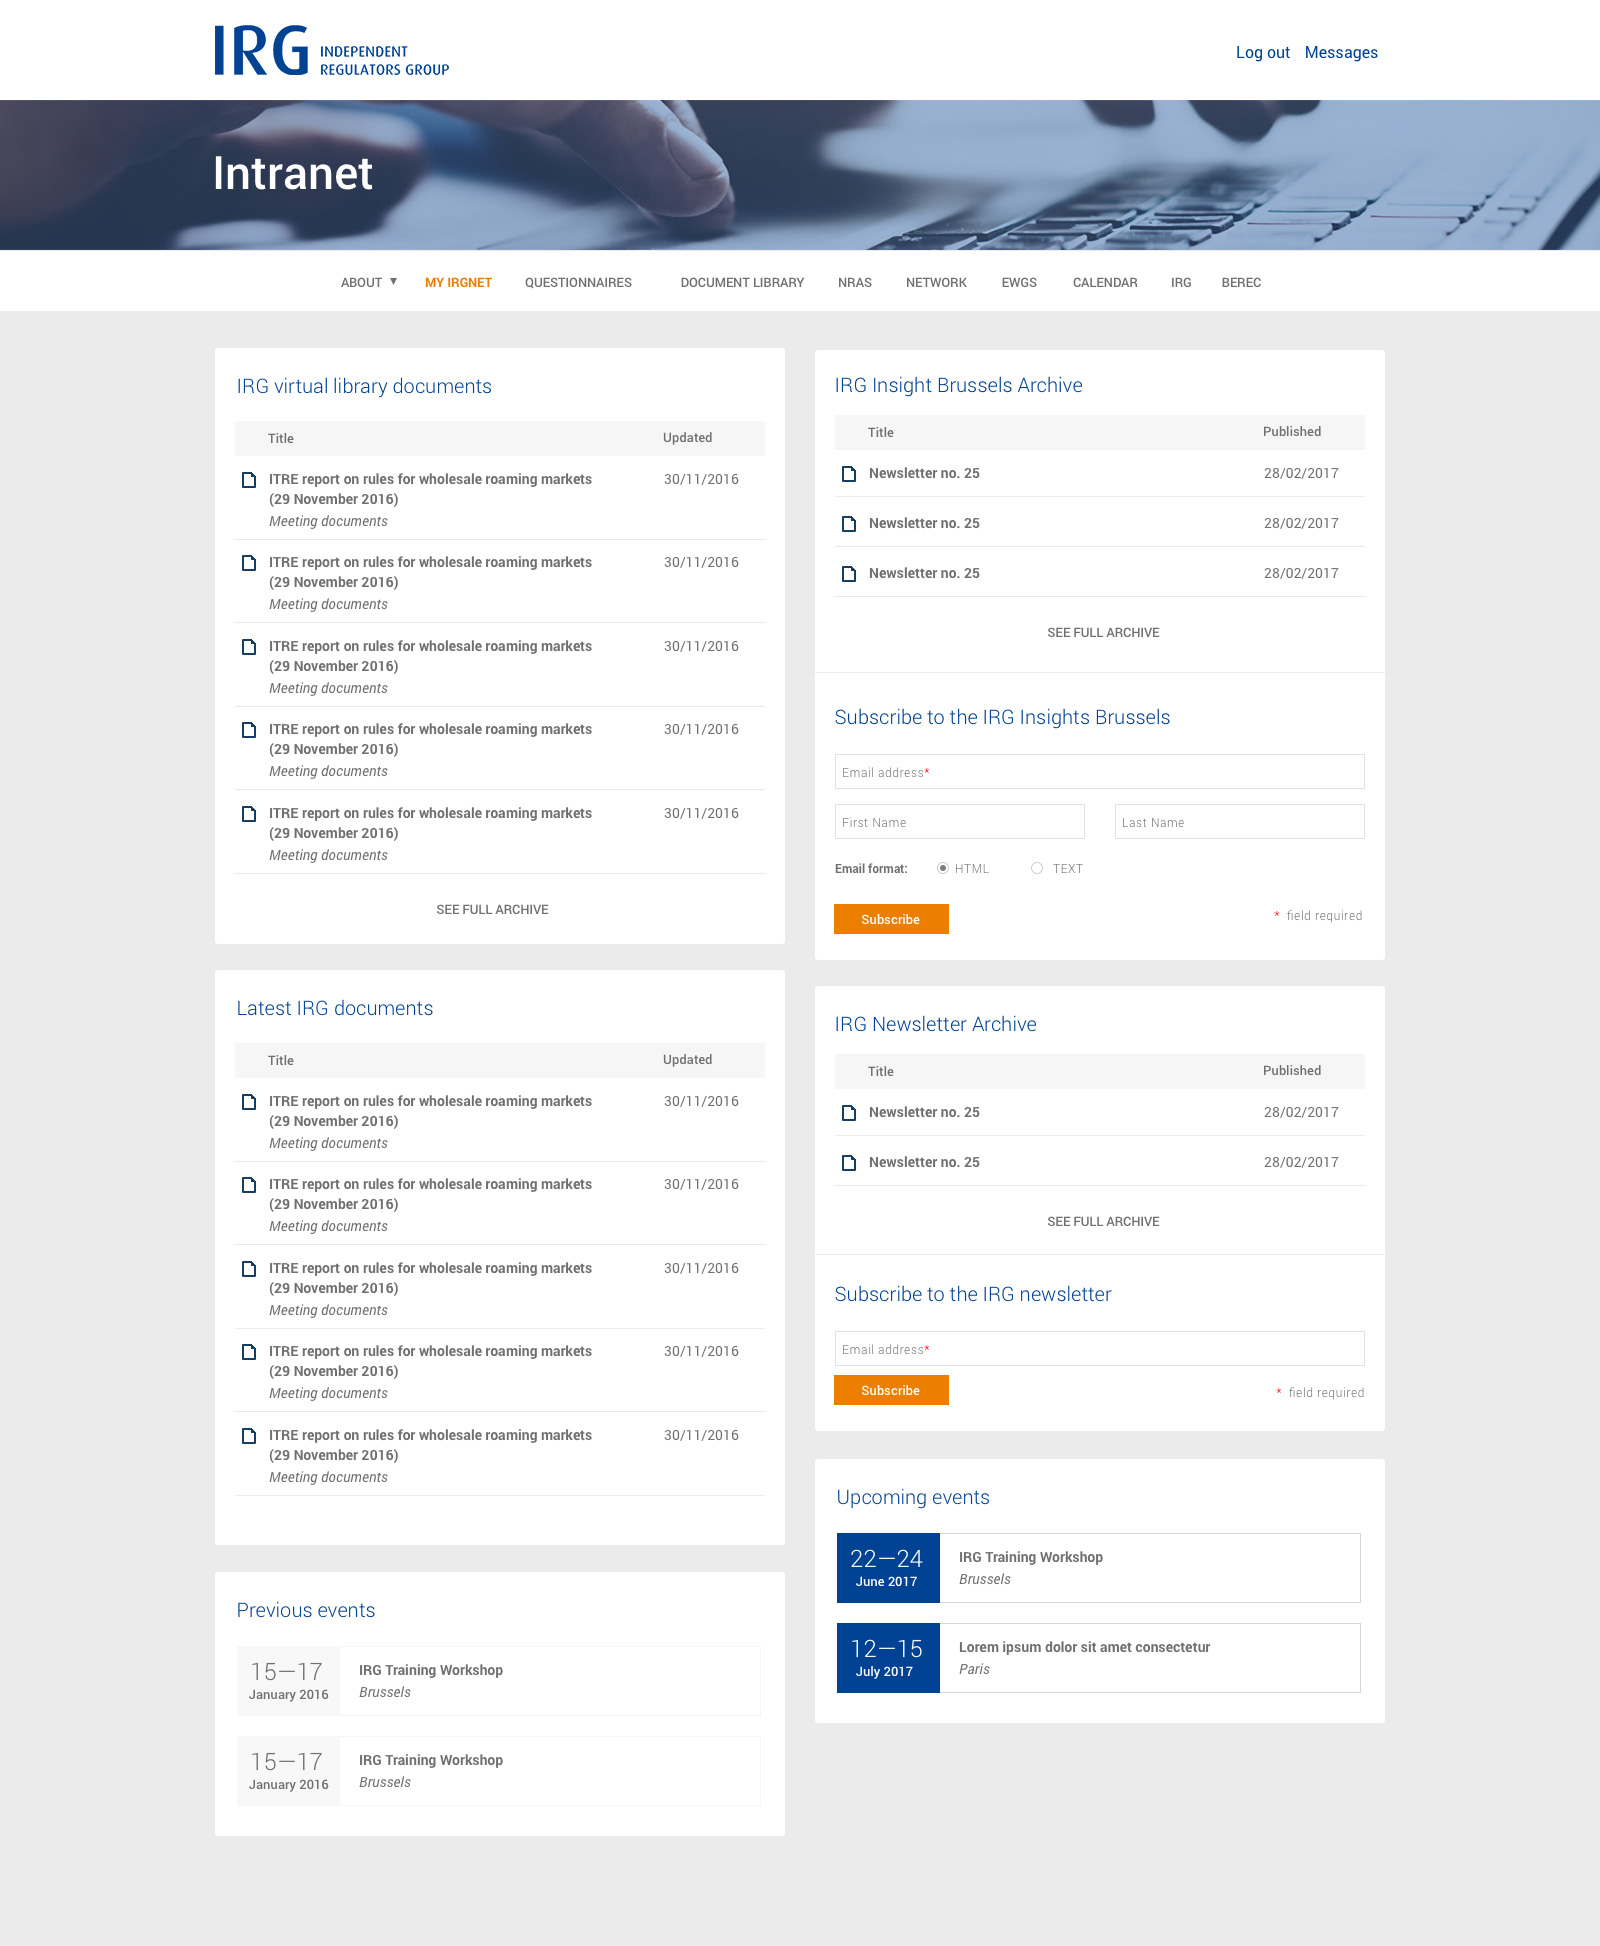 IRG INDEPENDENT
REGULATORS GROUP
Log out Messages
Intranet
ABOUT ▼ MY IRGNET QUESTIONNAIRES DOCUMENT LIBRARY NRAS NETWORK EWGS CALENDAR IRG BEREC
IRG virtual library documents
Title Updated
ITRE report on rules for wholesale roaming markets 30/11/2016
(29 November 2016)
Meeting documents
ITRE report on rules for wholesale roaming markets 30/11/2016
(29 November 2016)
Meeting documents
ITRE report on rules for wholesale roaming markets 30/11/2016
(29 November 2016)
Meeting documents
ITRE report on rules for wholesale roaming markets 30/11/2016
(29 November 2016)
Meeting documents
ITRE report on rules for wholesale roaming markets 30/11/2016
(29 November 2016)
Meeting documents
SEE FULL ARCHIVE
Latest IRG documents
Title Updated
ITRE report on rules for wholesale roaming markets 30/11/2016
(29 November 2016)
Meeting documents
ITRE report on rules for wholesale roaming markets 30/11/2016
(29 November 2016)
Meeting documents
ITRE report on rules for wholesale roaming markets 30/11/2016
(29 November 2016)
Meeting documents
ITRE report on rules for wholesale roaming markets 30/11/2016
(29 November 2016)
Meeting documents
ITRE report on rules for wholesale roaming markets 30/11/2016
(29 November 2016)
Meeting documents
Previous events
15—17
January 2016
IRG Training Workshop
Brussels
15—17
January 2016
IRG Training Workshop
Brussels
IRG Insight Brussels Archive
Title Published
Newsletter no. 25 28/02/2017
Newsletter no. 25 28/02/2017
Newsletter no. 25 28/02/2017
SEE FULL ARCHIVE
Subscribe to the IRG Insights Brussels
Email address*
First Name Last Name
Email format: HTML TEXT
Subscribe * field required
IRG Newsletter Archive
Title Published
Newsletter no. 25 28/02/2017
Newsletter no. 25 28/02/2017
SEE FULL ARCHIVE
Subscribe to the IRG newsletter
Email address*
Subscribe * field required
Upcoming events
22—24
June 2017
IRG Training Workshop
Brussels
12—15
July 2017
Lorem ipsum dolor sit amet consectetur
Paris